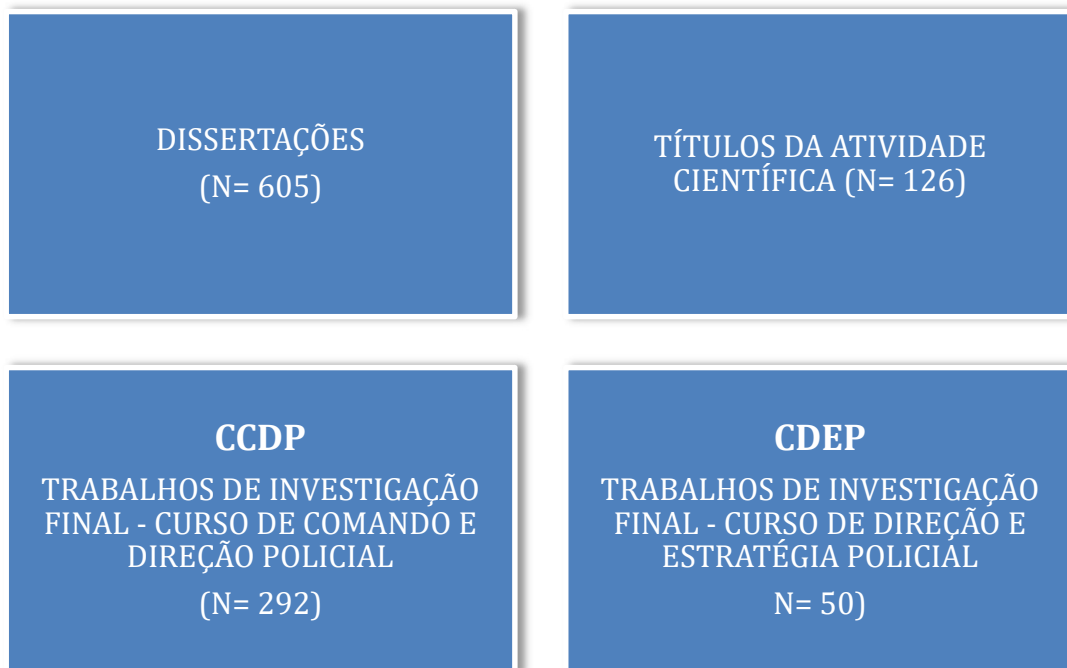 DISSERTAÇÕES
(N= 605)
TÍTULOS DA ATIVIDADE
CIENTÍFICA (N= 126)
CCDP
TRABALHOS DE INVESTIGAÇÃO
FINAL - CURSO DE COMANDO E
DIREÇÃO POLICIAL
(N= 292)
CDEP
TRABALHOS DE INVESTIGAÇÃO
FINAL - CURSO DE DIREÇÃO E
ESTRATÉGIA POLICIAL
N= 50)